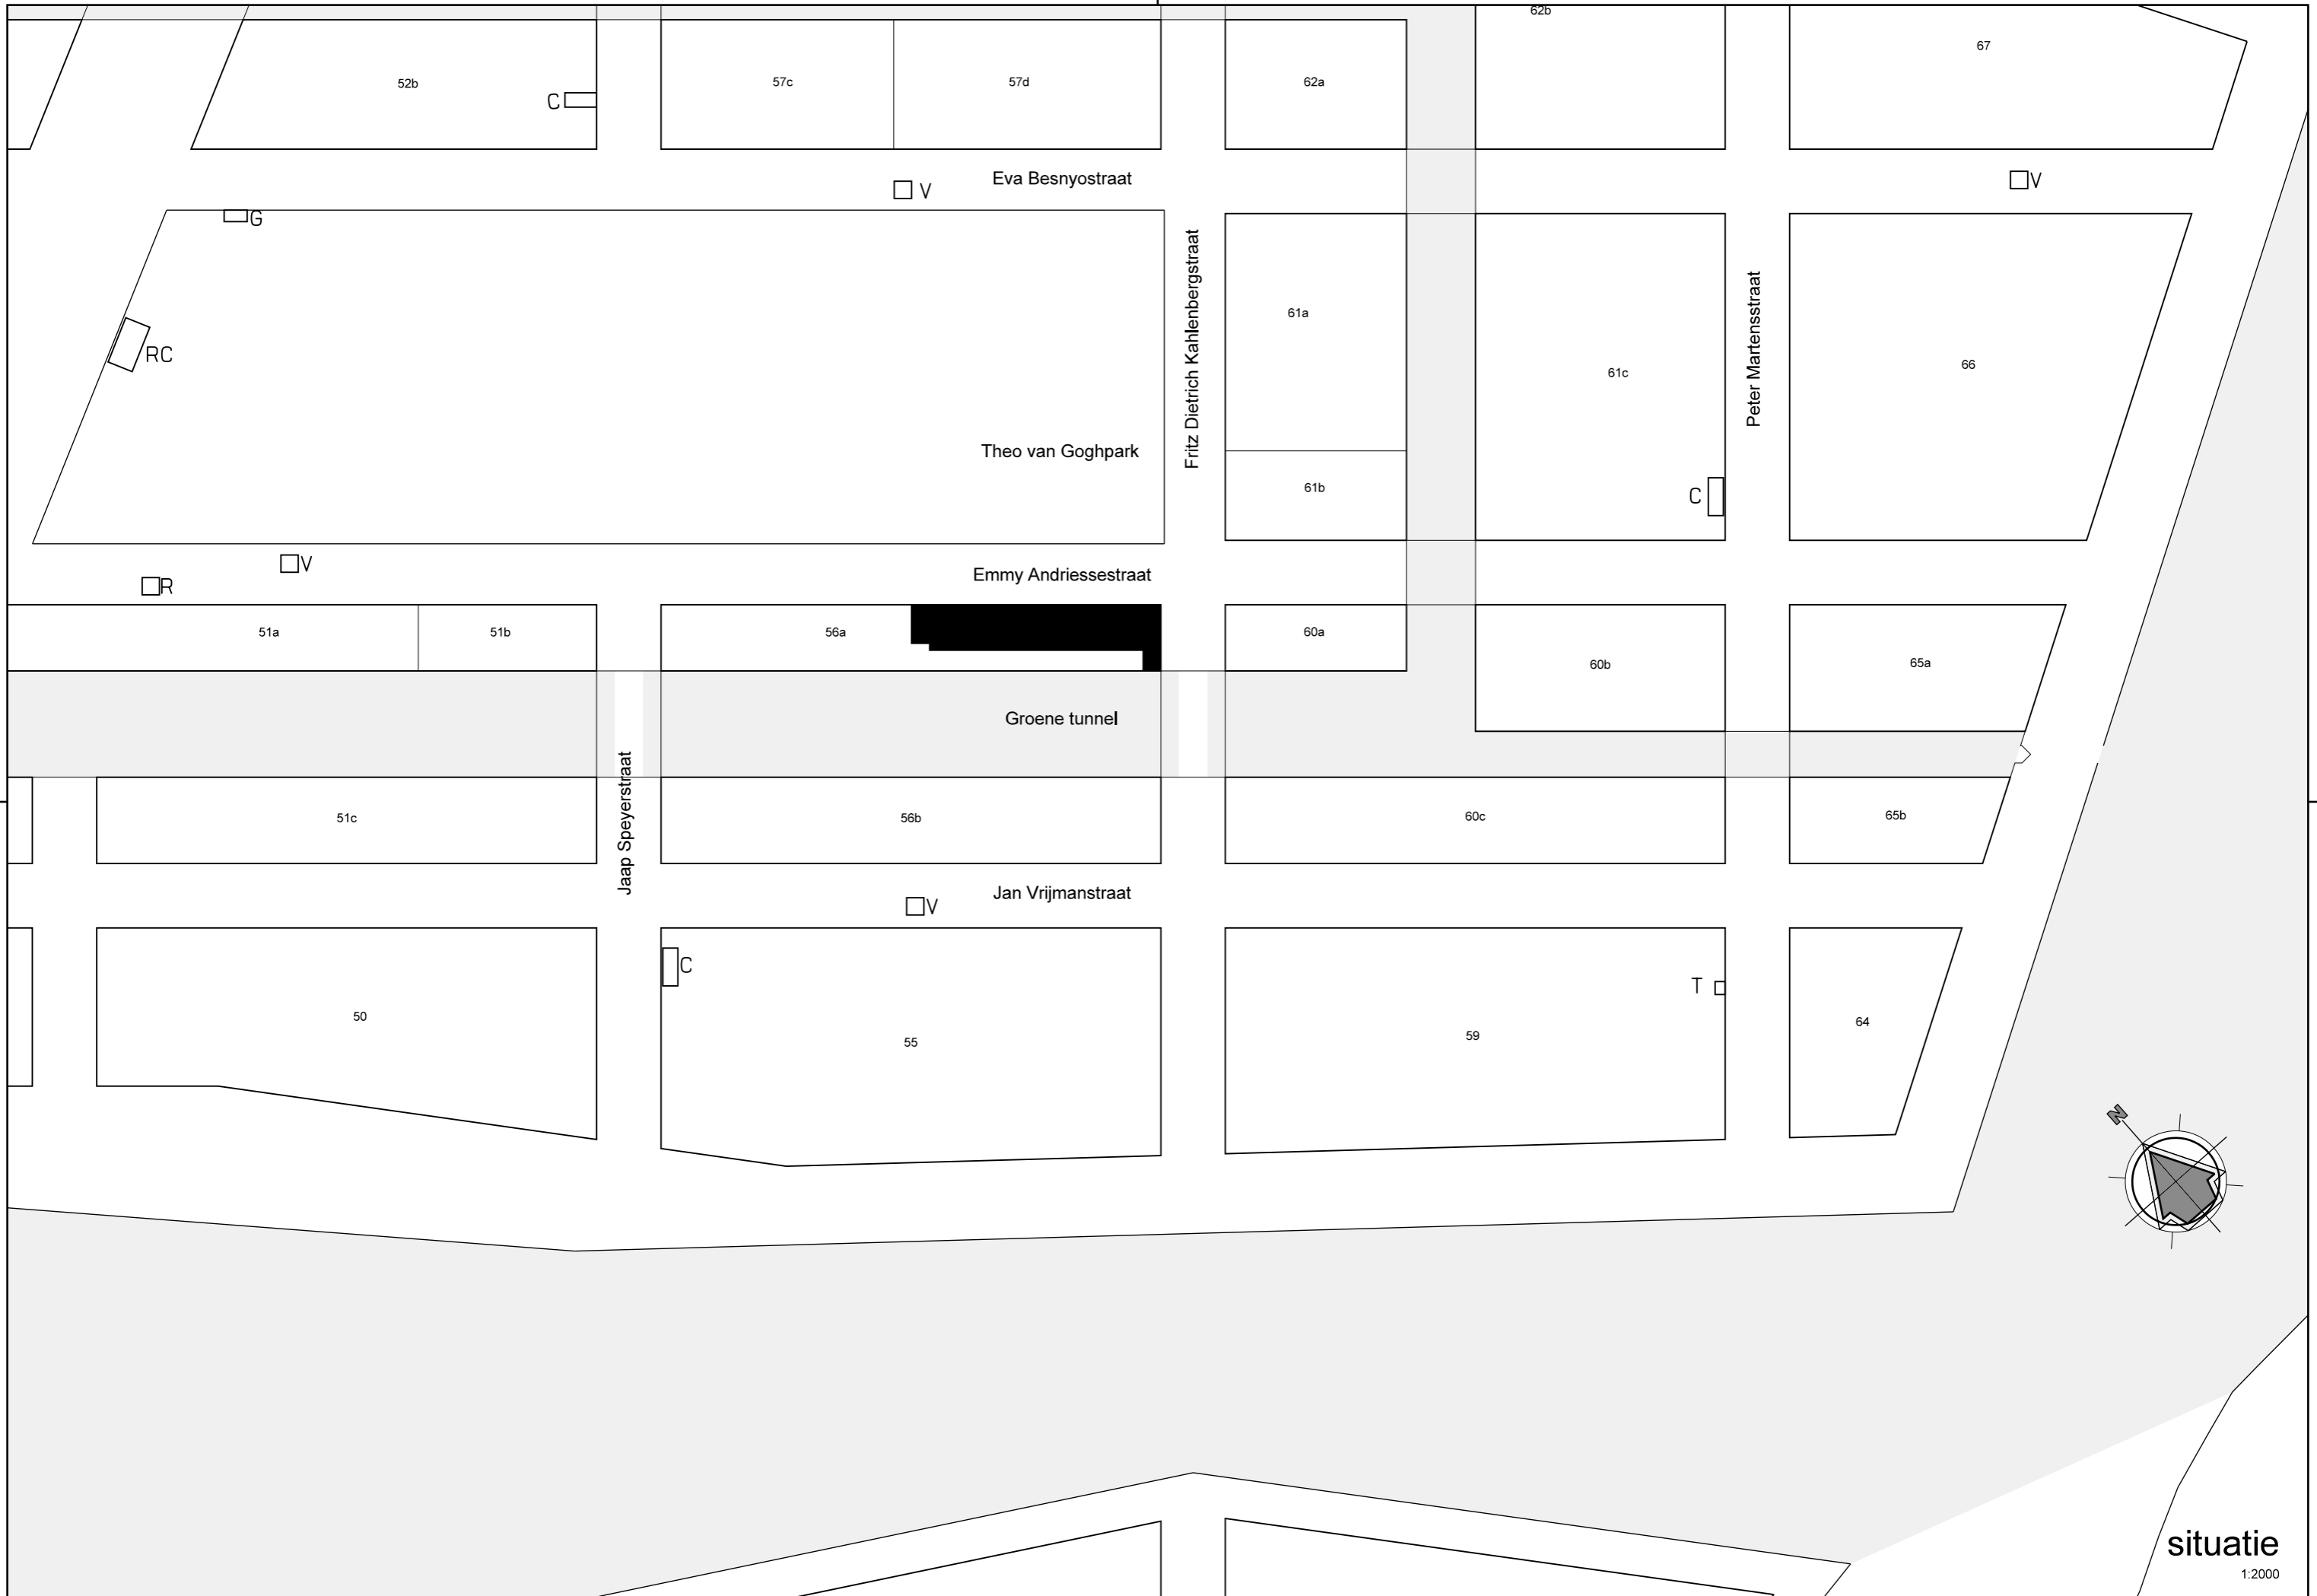 62b
67
52b
C
57c
57d
62a
Eva Besnyostraat
V
V
G
Fritz Dietrich Kahlenbergstraat
61a
Peter Martensstraat
RC
61c
66
Theo van Goghpark
61b
C
V
R
Emmy Andriessestraat
51a
51b
56a
60a
60b
65a
Groene tunnel
Jaap Speyerstraat
51c
56b
60c
65b
Jan Vrijmanstraat
V
C
T
50
55
59
64
N
situatie
1:2000